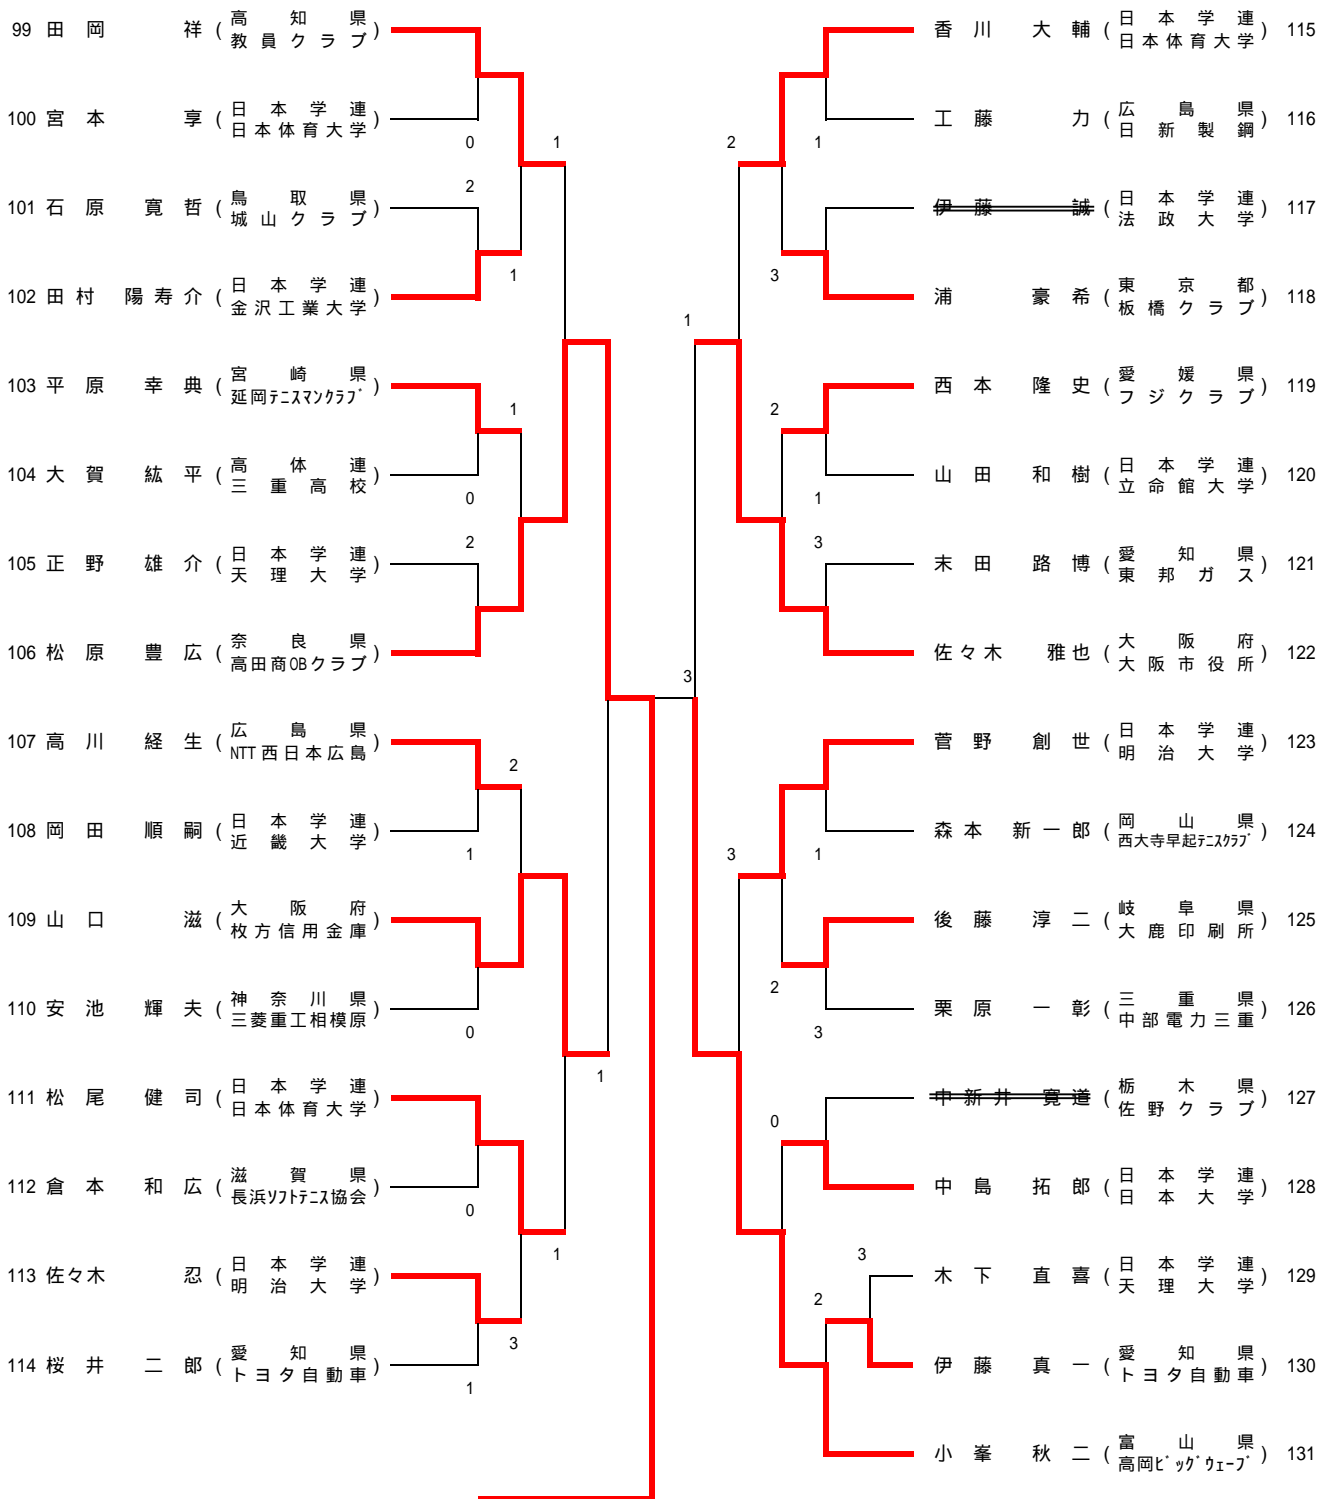 99 田岡 祥 (高知県 教員クラブ)
100 宮本 享 (日本学連 日本体育大学)
0
1
2
101 石原 寛哲 (鳥取県 城山クラブ)
1
102 田村 陽寿介 (日本学連 金沢工業大学)
103 平原 幸典 (宮崎県 延岡テニスマンクラブ)
1
104 大賀 紘平 (高体連 三重高校)
0
2
105 正野 雄介 (日本学連 天理大学)
106 松原 豊広 (奈良県 高田商OBクラブ)
3
107 高川 経生 (広島県 NTT西日本広島)
2
108 岡田 順嗣 (日本学連 近畿大学)
1
109 山口 滋 (大阪府 枚方信用金庫)
110 安池 輝夫 (神奈川県 三菱重工相模原)
0
1
111 松尾 健司 (日本学連 日本体育大学)
112 倉本 和広 (滋賀県 長浜ソフトテニス協会)
0
1
113 佐々木 忍 (日本学連 明治大学)
3
114 桜井 二郎 (愛知県 トヨタ自動車)
1
香川 大輔 (日本学連 日本体育大学) 115
工藤 力 (広島県 日新製鋼) 116
2
1
伊藤 誠 (日本学連 法政大学) 117
3
浦 豪希 (東京都 板橋クラブ) 118
1
西本 隆史 (愛媛県 フジクラブ) 119
2
山田 和樹 (日本学連 立命館大学) 120
1
3
末田 路博 (愛知県 東邦ガス) 121
佐々木 雅也 (大阪府 大阪市役所) 122
菅野 創世 (日本学連 明治大学) 123
森本 新一郎 (岡山県 西大寺早起テニスクラブ) 124
3
1
後藤 淳二 (岐阜県 大鹿印刷所) 125
2
栗原 一彰 (三重県 中部電力三重) 126
3
中新井 寛道 (栃木県 佐野クラブ) 127
0
中島 拓郎 (日本学連 日本大学) 128
3
木下 直喜 (日本学連 天理大学) 129
2
伊藤 真一 (愛知県 トヨタ自動車) 130
小峯 秋二 (富山県 高岡ビッグウェーブ) 131